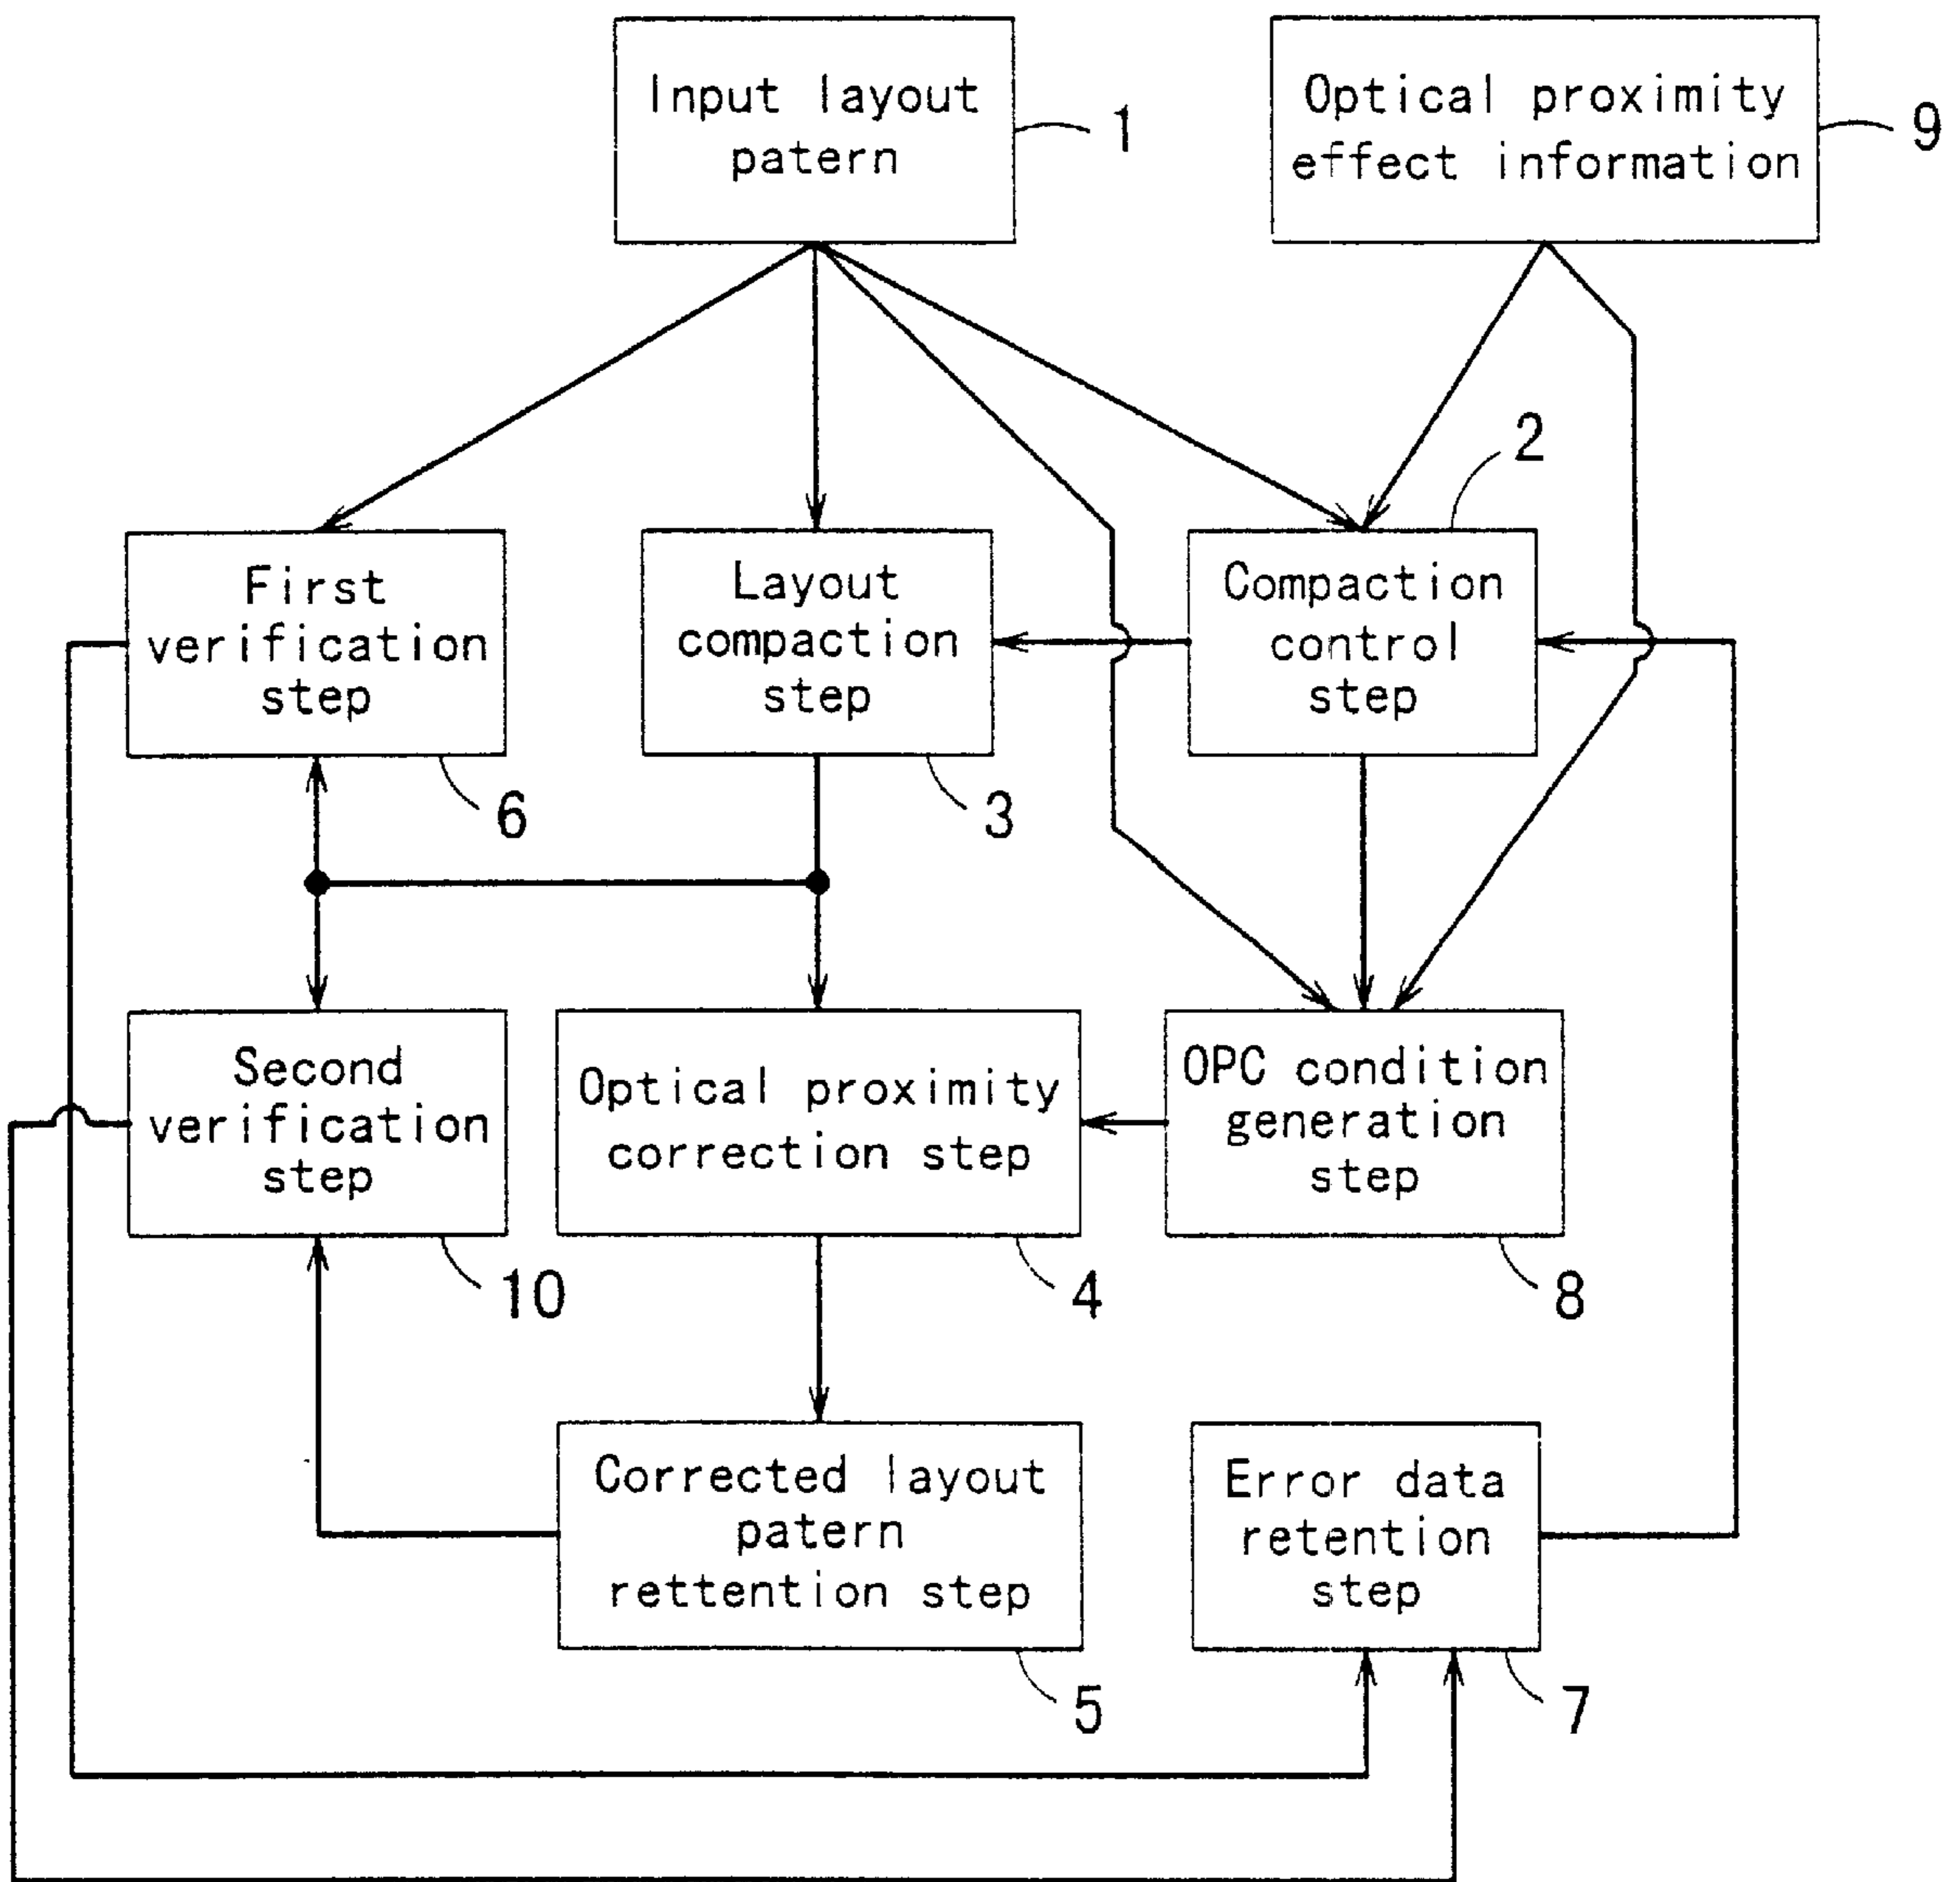 Input layout
patern
1
Optical proximity
effect information
9
2
First
verification
step
6
Layout
compaction
step
3
Compaction
control
step
Second
verification
step
10
Optical proximity
correction step
4
OPC condition
generation
step
8
Corrected layout
patern
rettention step
5
Error data
retention
step
7